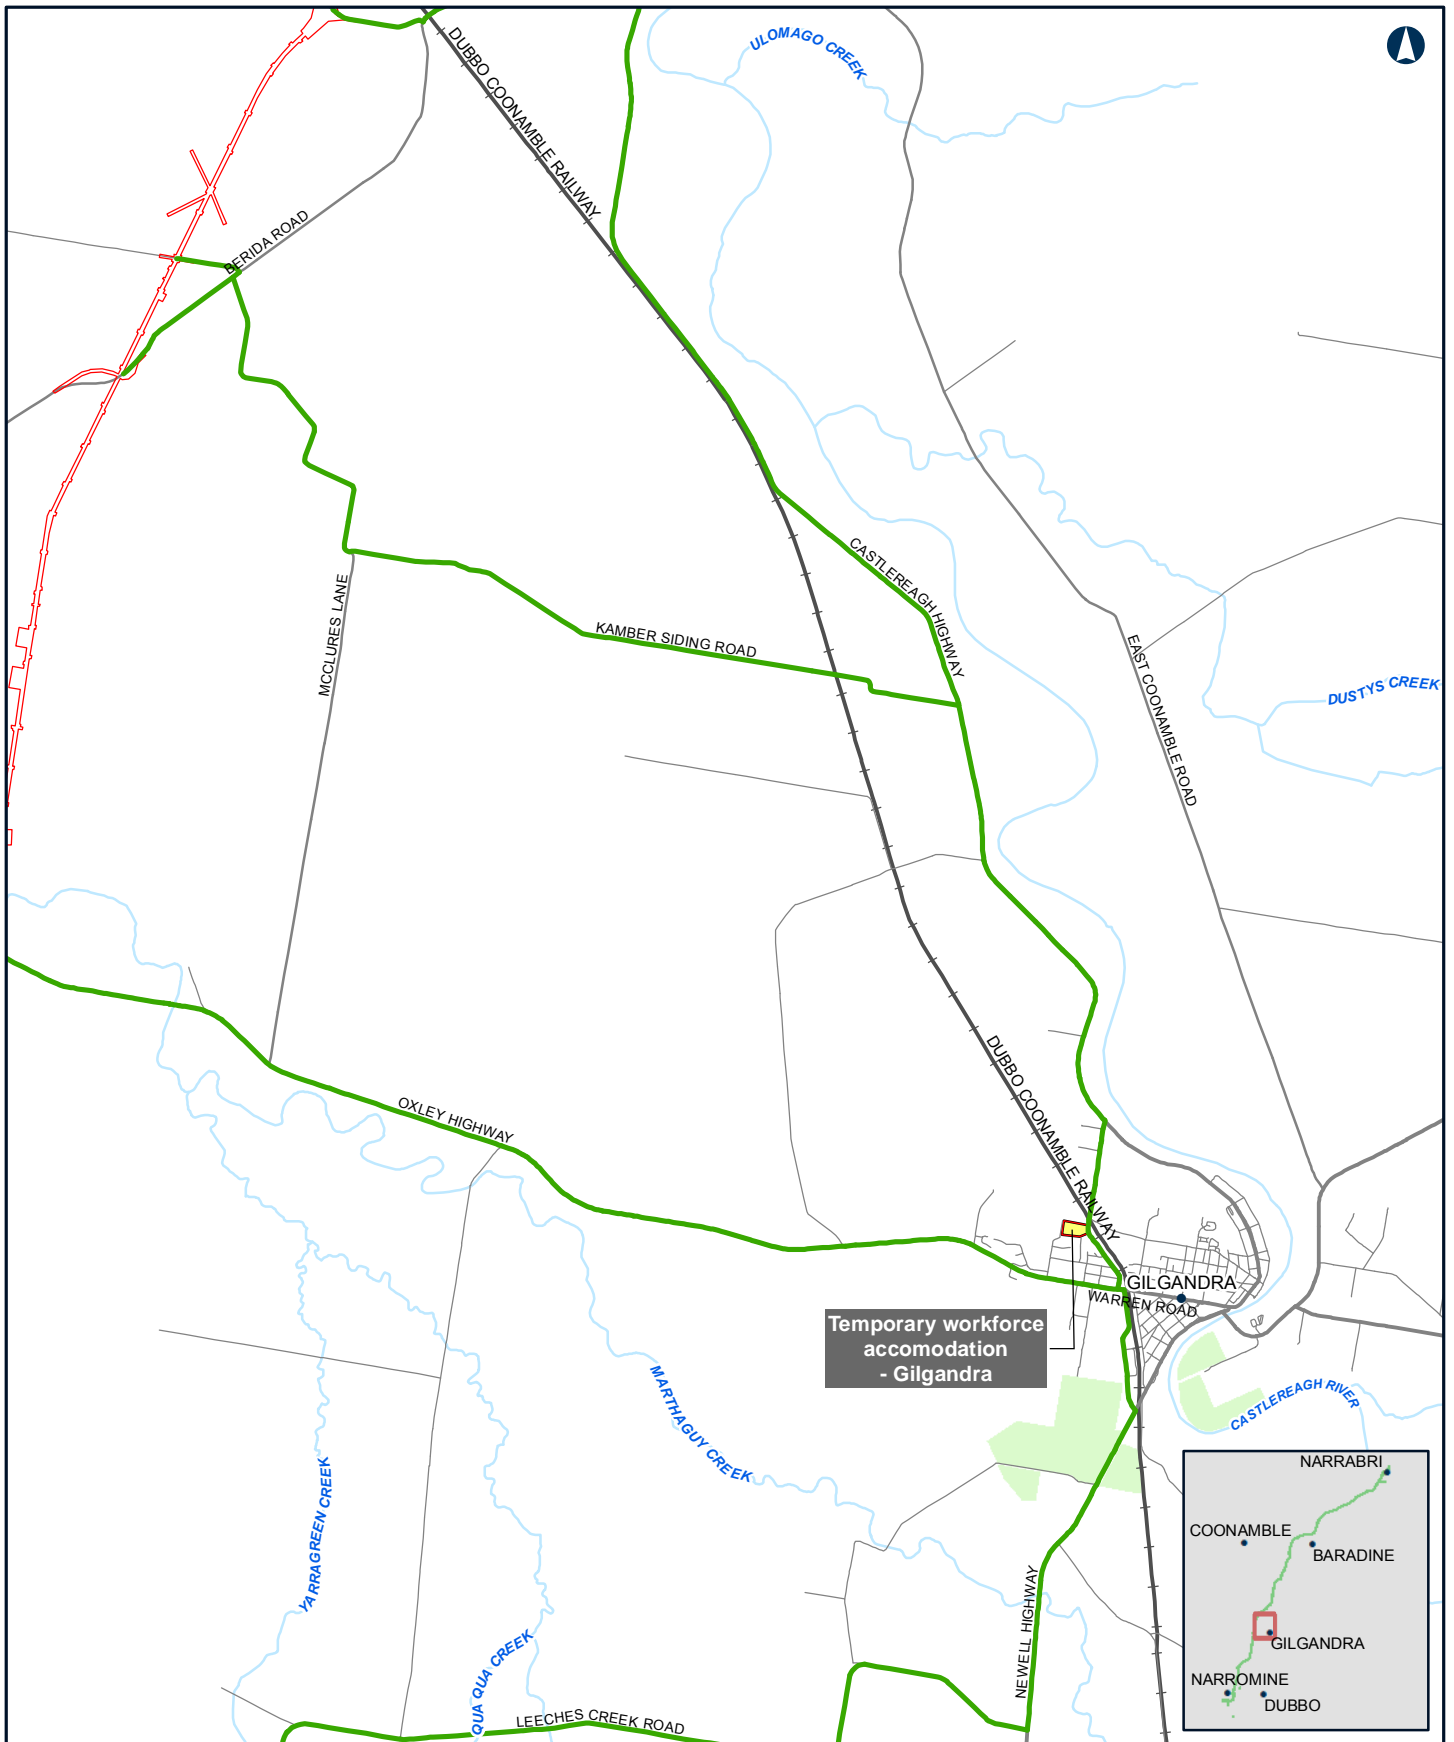 ULOMAGO CREEK
DUBBO COONAMBLE RAILWAY
BERIDA ROAD
CASTLEREAGH HIGHWAY
MCCLURES LANE
KAMBER SIDING ROAD
EAST COONAMBLE ROAD
DUSTYS CREEK
OXLEY HIGHWAY
DUBBO COONAMBLE RAILWAY
GILGANDRA
WARREN ROAD
Temporary workforce
accomodation
- Gilgandra
MARTHAGUY CREEK
CASTLEREAGH RIVER
YARRAGREEN CREEK
NEWELL HIGHWAY
QUA QUA CREEK
LEECHES CREEK ROAD
NARRABRI
COONAMBLE
BARADINE
GILGANDRA
NARROMINE
DUBBO